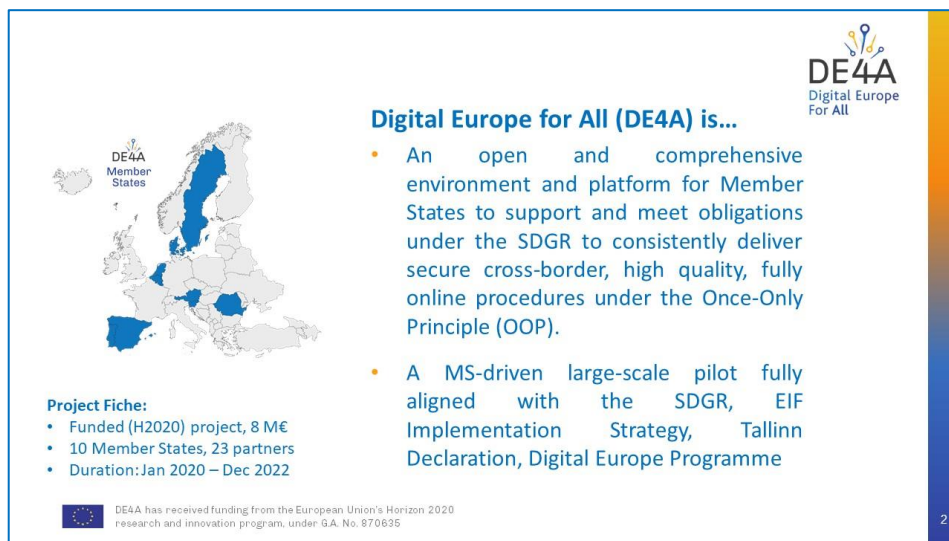 DE4A
Digital Europe
For All
Digital Europe for All (DE4A) is...
DE4A
Member
States
• An open and comprehensive
environment and platform for Member
States to support and meet obligations
under the SDGR to consistently deliver
secure cross-border, high quality, fully
online procedures under the Once-Only
Principle (OOP).
• A MS-driven large-scale pilot fully
aligned with the SDGR, EIF
Implementation Strategy, Tallinn
Declaration, Digital Europe Programme
Project Fiche:
• Funded (H2020) project, 8 M€
• 10 Member States, 23 partners
• Duration: Jan 2020 – Dec 2022
DE4A has received funding from the European Union's Horizon 2020
research and innovation program, under G.A. No. 870635
2